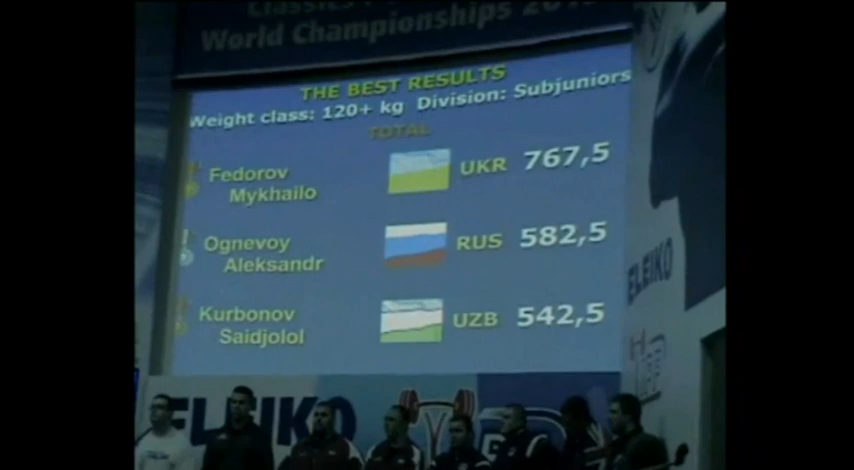 World Championships
THE BEST RESULTS
Weight class: 120+ kg Division: Subjuniors
TOTAL
Fedorov
Mykhailo
UKR 767,5
Ognevoy
Aleksandr
RUS 582,5
Kurbonov
Saidjolol
UZB 542,5
ELEIKO
ELEIKO